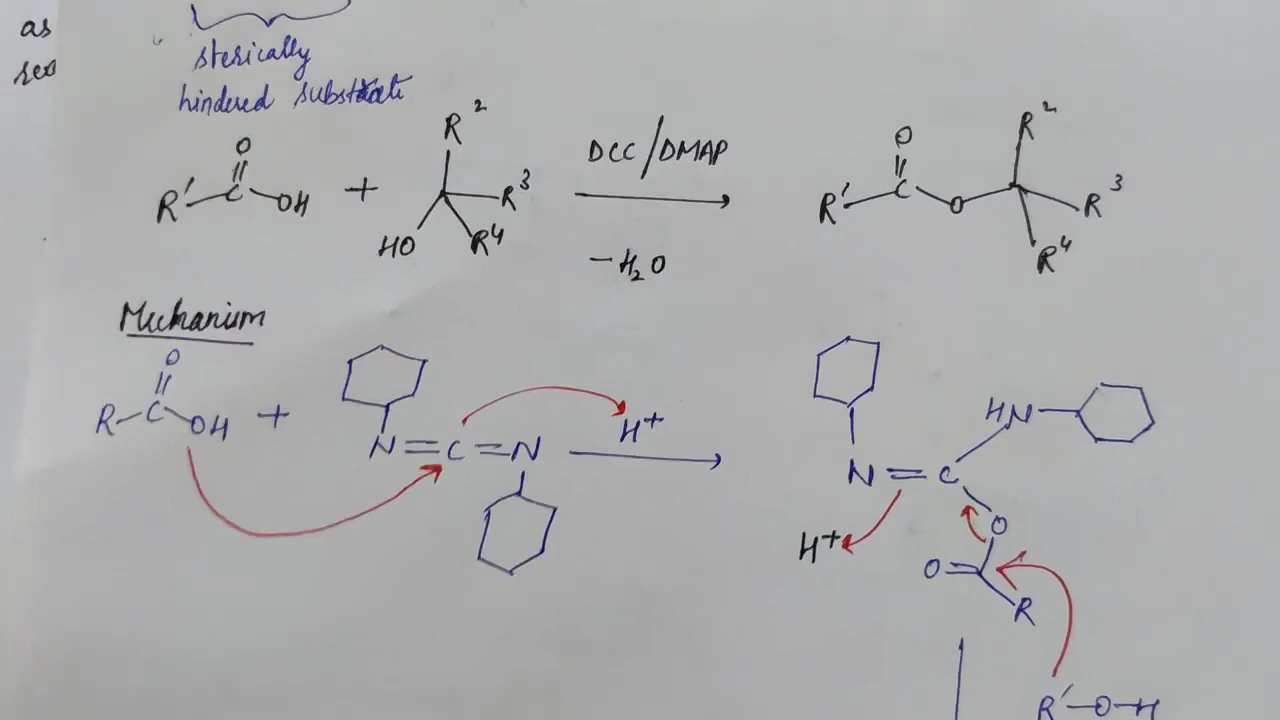 as
sterically
hindered substrate
R² R²
O DCC/DMAP O
R' C OH + R³ R' C O R³
HO R⁴ -H₂O R⁴
Mechanism
O
R-C OH + N=C=N H⁺ N=C HN
H⁺ O
O= R
R'-O-H